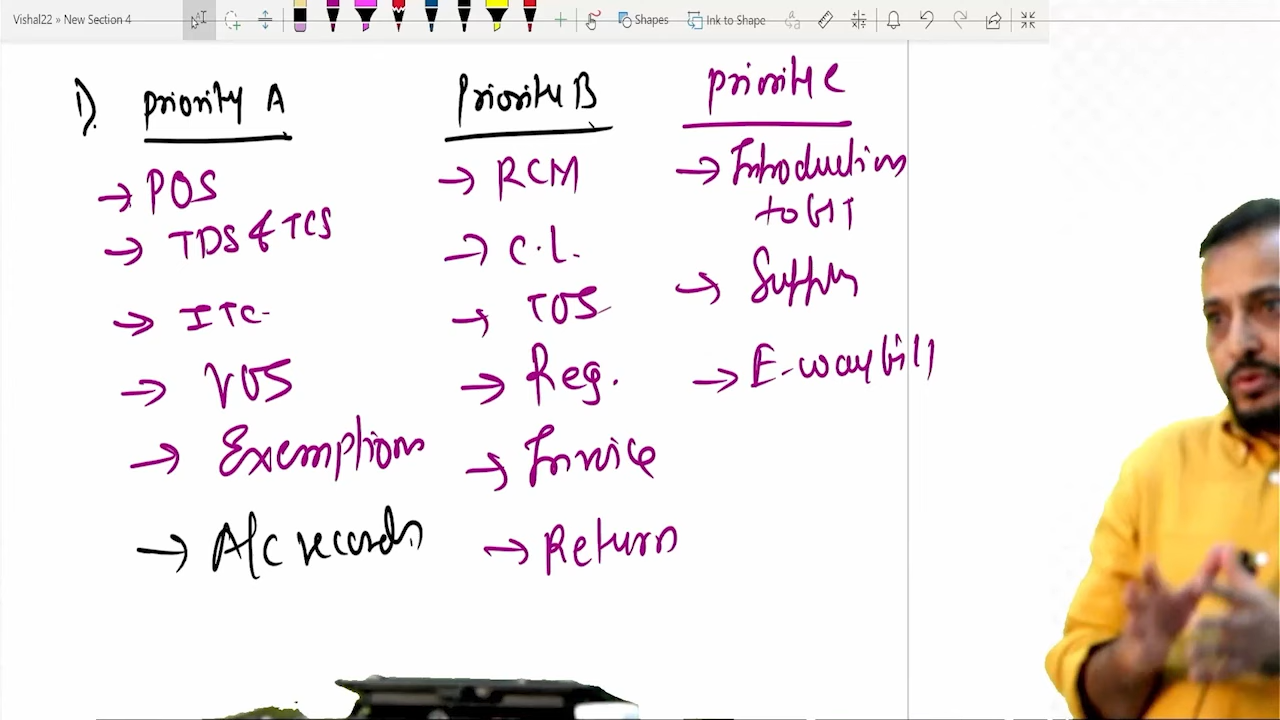 Vishal22 » New Section 4
Shapes
Ink to Shape
1).
Priority A
→ POS
→ TDS & TCS
→ ITC
→ VOS
→ Exemptions
→ A/c records
Priority B
→ RCM
→ C.L.
→ TOS
→ Reg.
→ Invoice
→ Return
Priority C
→ Introduction
to GST
→ Supply
→ E-way bill